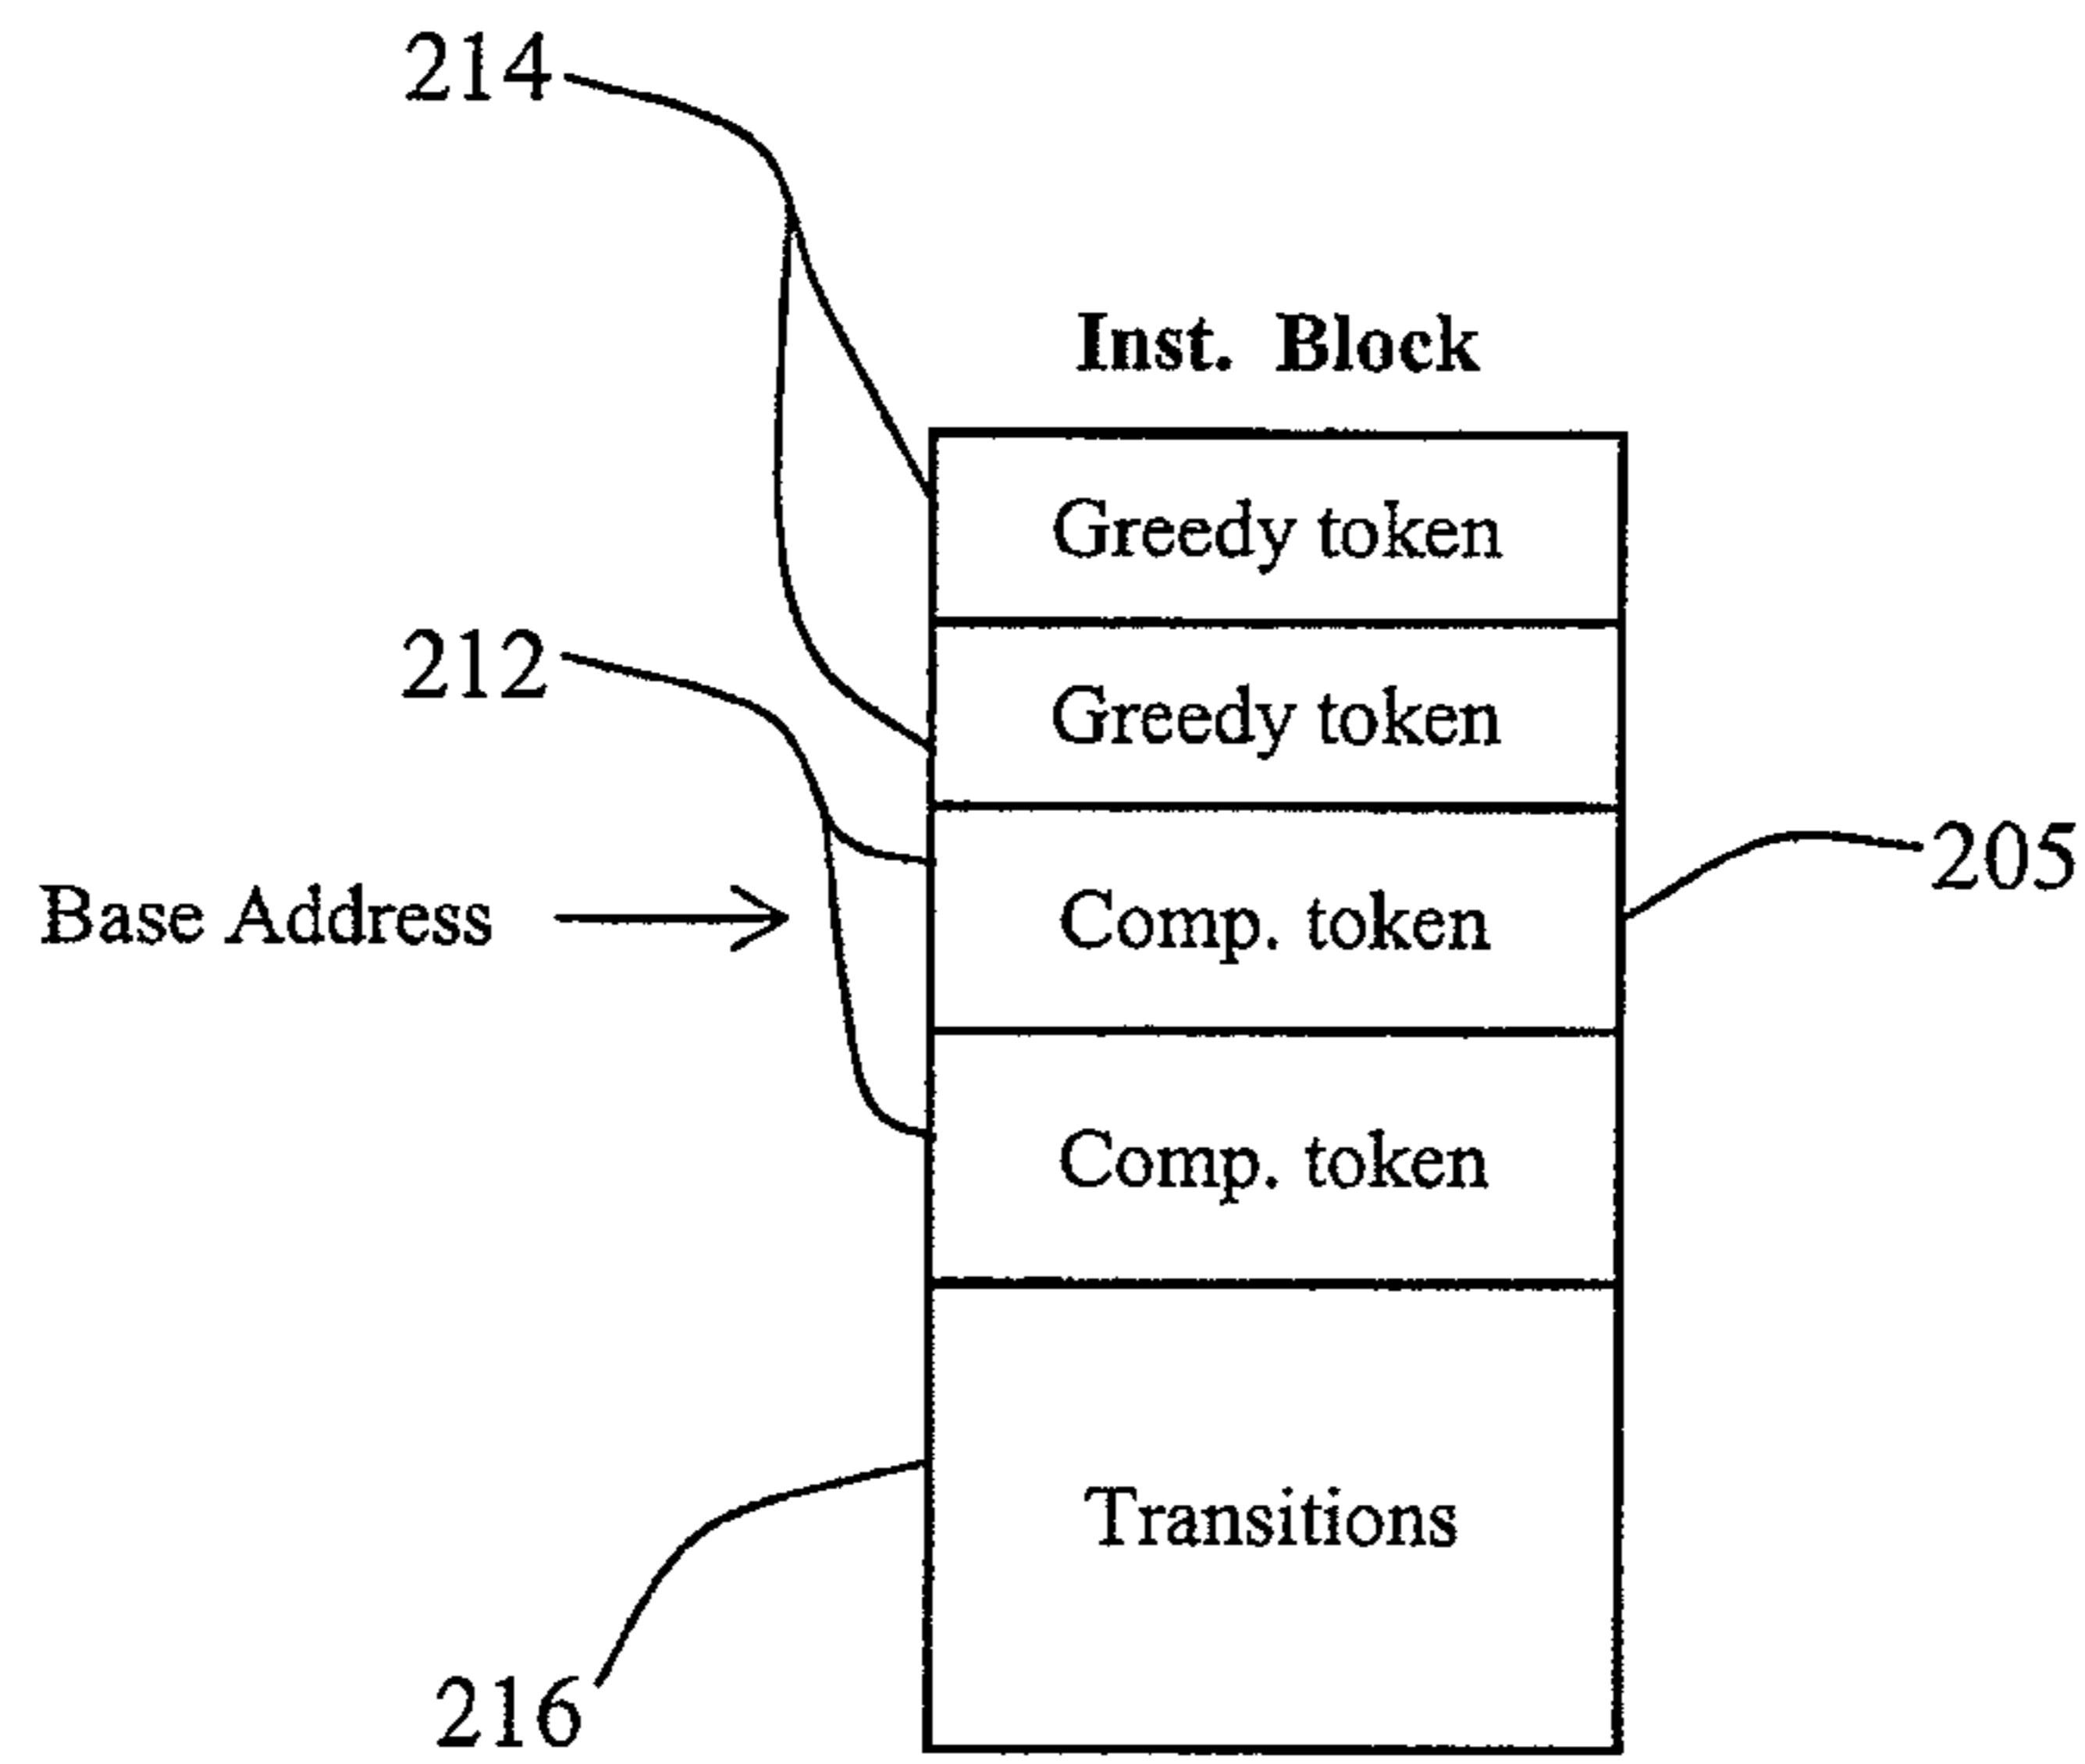 214
Inst. Block
Greedy token
212
Greedy token
205
Base Address
Comp. token
Comp. token
Transitions
216